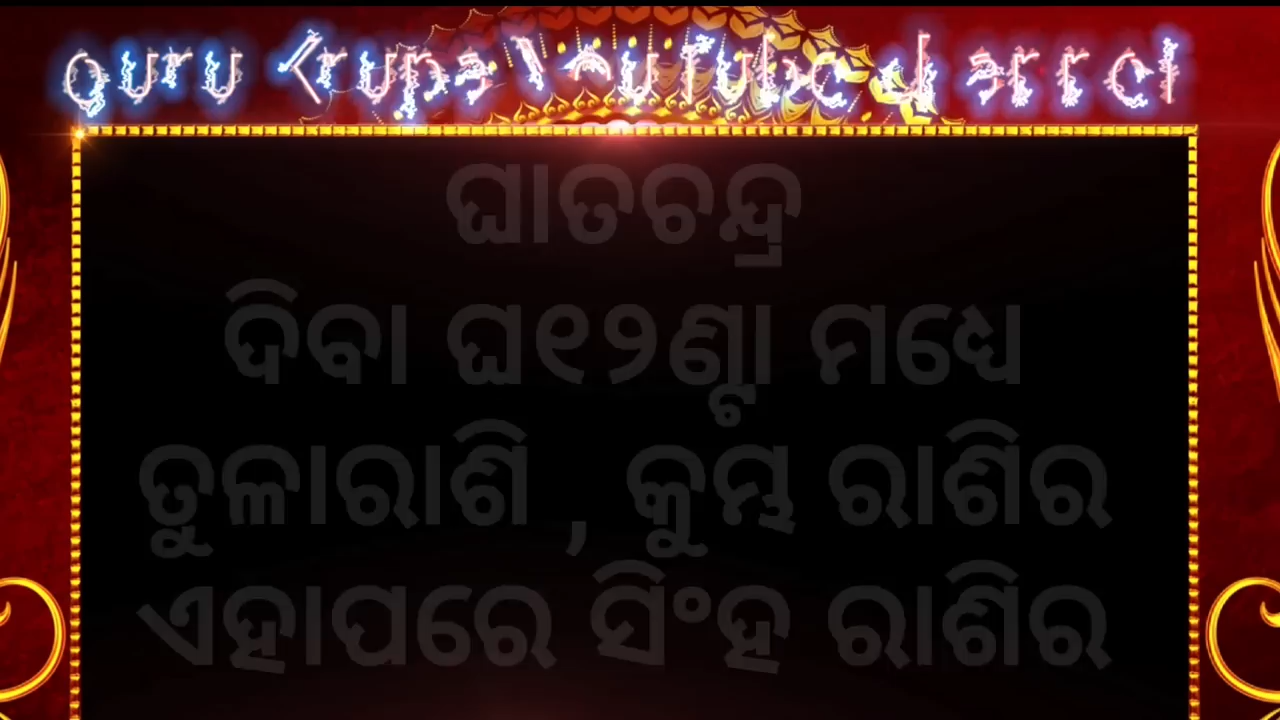 Guru Krupa YouTube Channel
ଘାତଚନ୍ଦ୍ର
ଦିବା ଘ୧୨ଣ୍ଟା ମଧ୍ୟେ
ତୁଳାରାଶି , କୁମ୍ଭ ରାଶିର
ଏହାପରେ ସିଂହ ରାଶିର